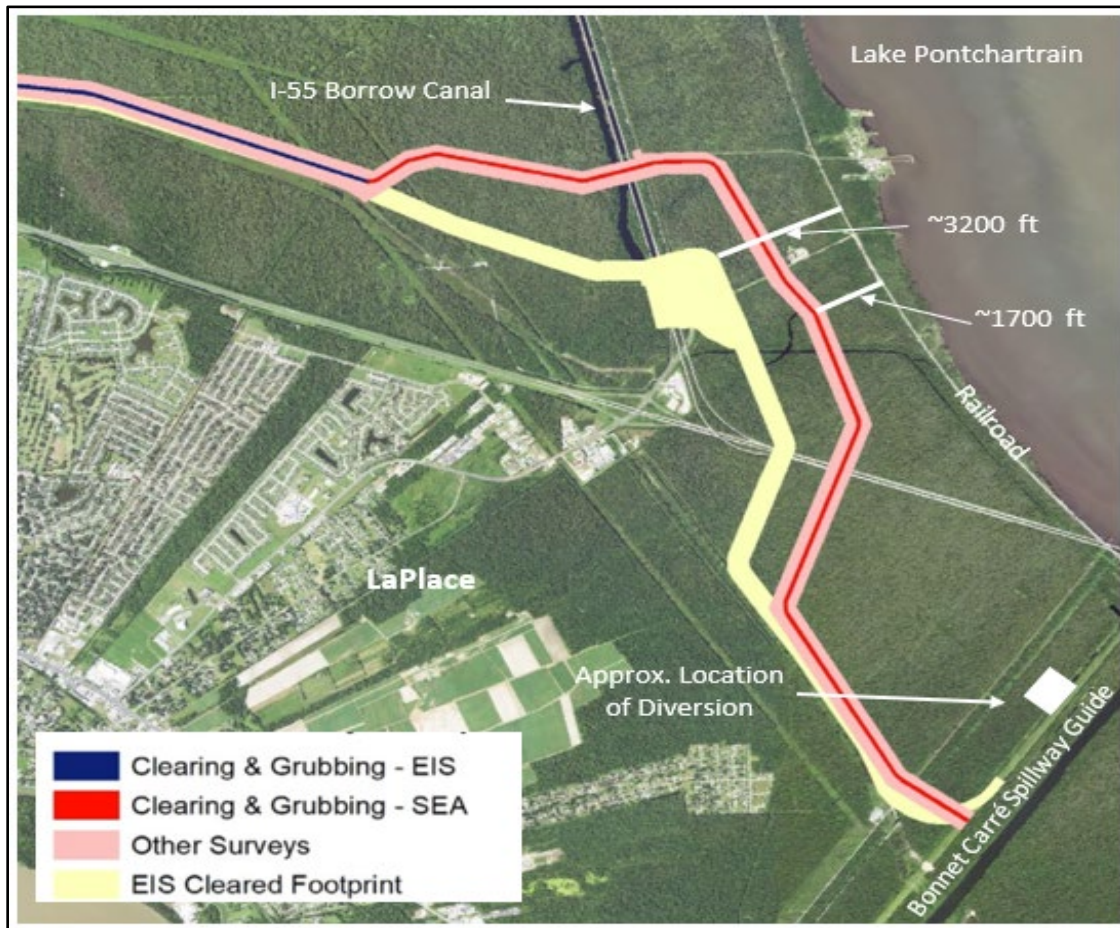 Lake Pontchartrain
I-55 Borrow Canal
~3200 ft
~1700 ft
Railroad
LaPlace
Approx. Location
of Diversion
Bonnet Carré Spillway Guide
Clearing & Grubbing - EIS
Clearing & Grubbing - SEA
Other Surveys
EIS Cleared Footprint